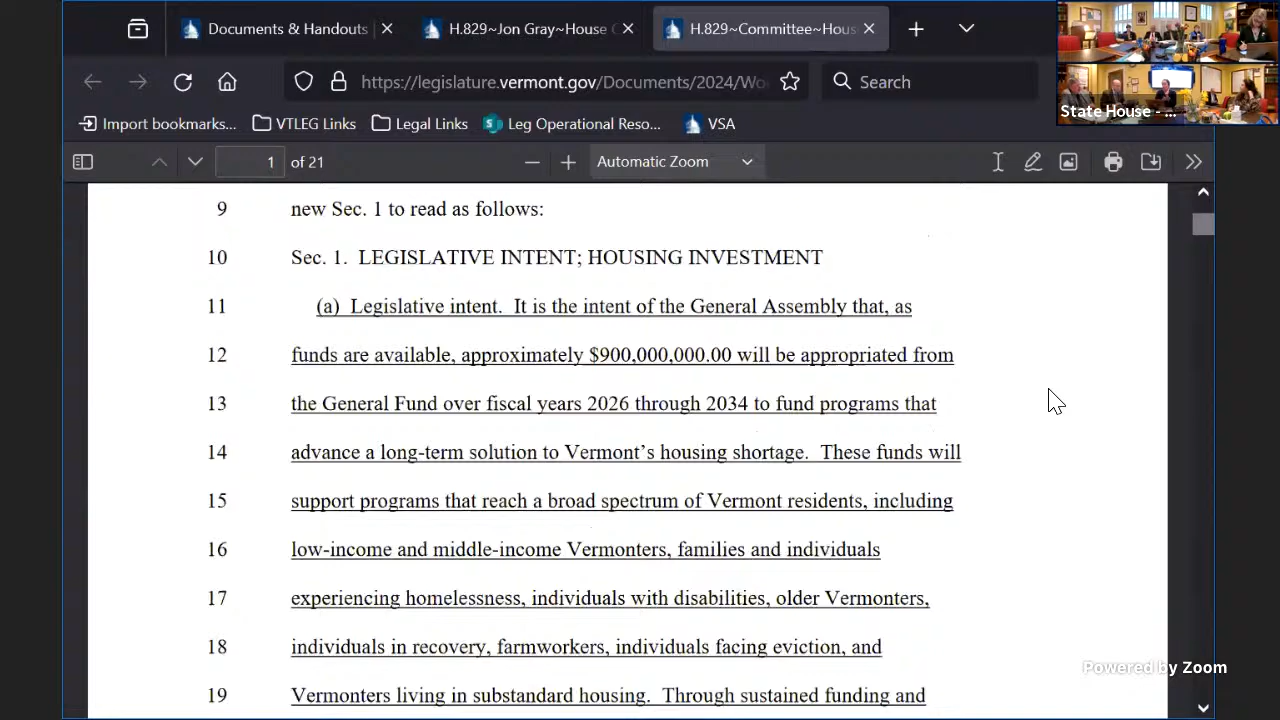 Documents & Handouts
H.829~Jon Gray~House
H.829~Committee~Hous
https://legislature.vermont.gov/Documents/2024/Wo
Search
Import bookmarks...
VTLEG Links
Legal Links
Leg Operational Reso...
VSA
State House - ...
1 of 21
Automatic Zoom
9 new Sec. 1 to read as follows:
10 Sec. 1. LEGISLATIVE INTENT; HOUSING INVESTMENT
11 (a) Legislative intent. It is the intent of the General Assembly that, as
12 funds are available, approximately $900,000,000.00 will be appropriated from
13 the General Fund over fiscal years 2026 through 2034 to fund programs that
14 advance a long-term solution to Vermont’s housing shortage. These funds will
15 support programs that reach a broad spectrum of Vermont residents, including
16 low-income and middle-income Vermonters, families and individuals
17 experiencing homelessness, individuals with disabilities, older Vermonters,
18 individuals in recovery, farmworkers, individuals facing eviction, and
19 Vermonters living in substandard housing. Through sustained funding and
Powered by Zoom